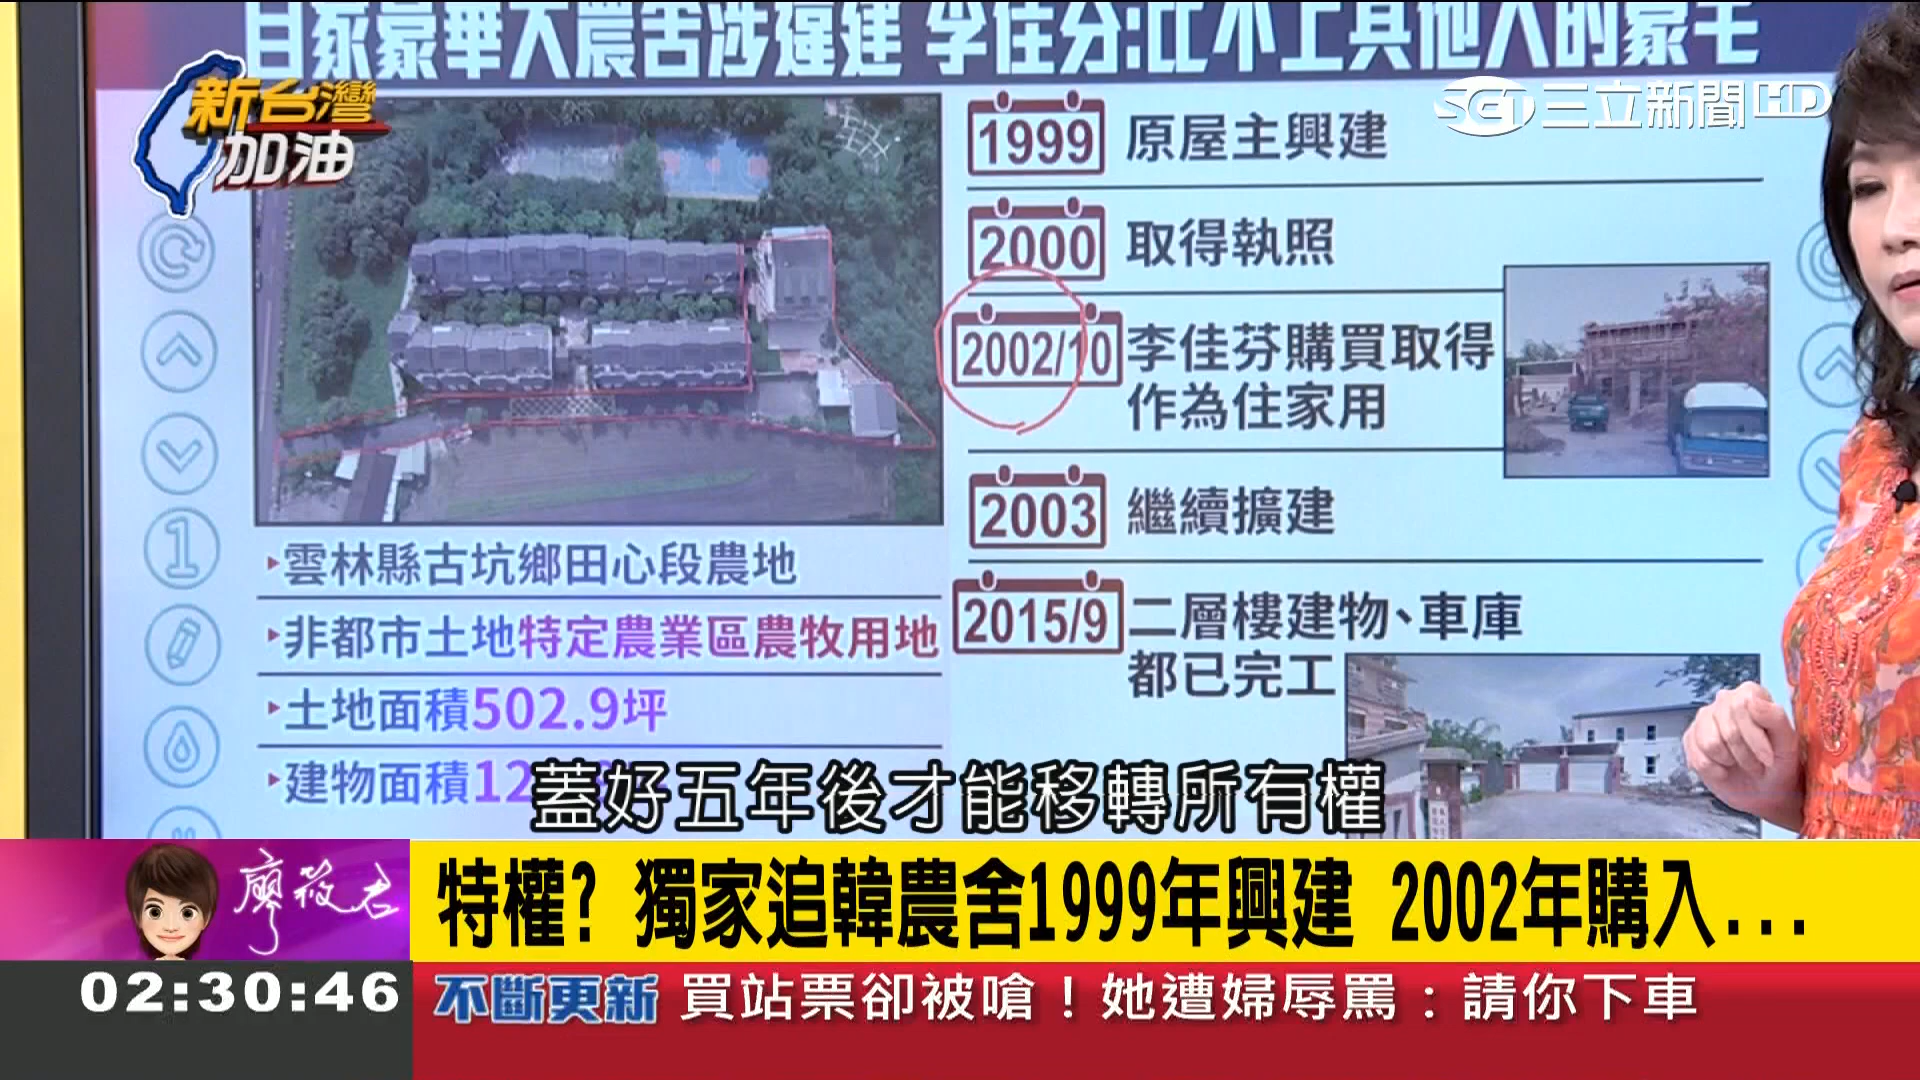 自家豪華大農舍涉違建 李佳芬:比不上其他人的豪宅
新台灣
加油
SET三立新聞HD
1999 原屋主興建
2000 取得執照
2002/10 李佳芬購買取得
作為住家用
2003 繼續擴建
2015/9 二層樓建物、車庫
都已完工
1
▸雲林縣古坑鄉田心段農地
▸非都市土地特定農業區農牧用地
▸土地面積502.9坪
▸建物面積12
蓋好五年後才能移轉所有權
廖筱君
特權? 獨家追韓農舍1999年興建 2002年購入...
02:30:46
不斷更新 買站票卻被嗆！她遭婦辱罵：請你下車